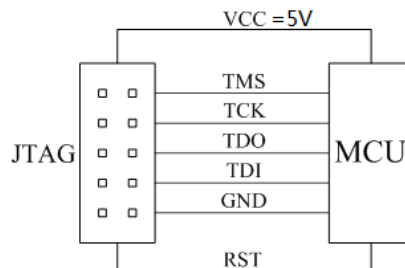 VCC =5V
TMS
TCK
TDO
JTAG
MCU
TDI
GND
RST